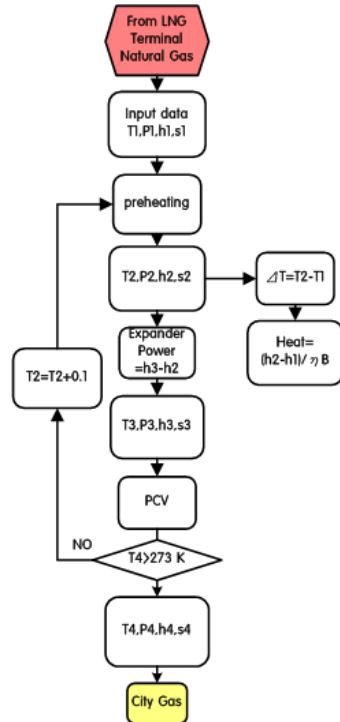 From LNG
Terminal
Natural Gas
Input data
T1,P1,h1,s1
preheating
T2,P2,h2,s2
⊿T=T2-T1
Expander
Power
=h3-h2
Heat=
(h2-h1)/ηB
T2=T2+0.1
T3,P3,h3,s3
PCV
NO
T4>273 K
T4,P4,h4,s4
City Gas